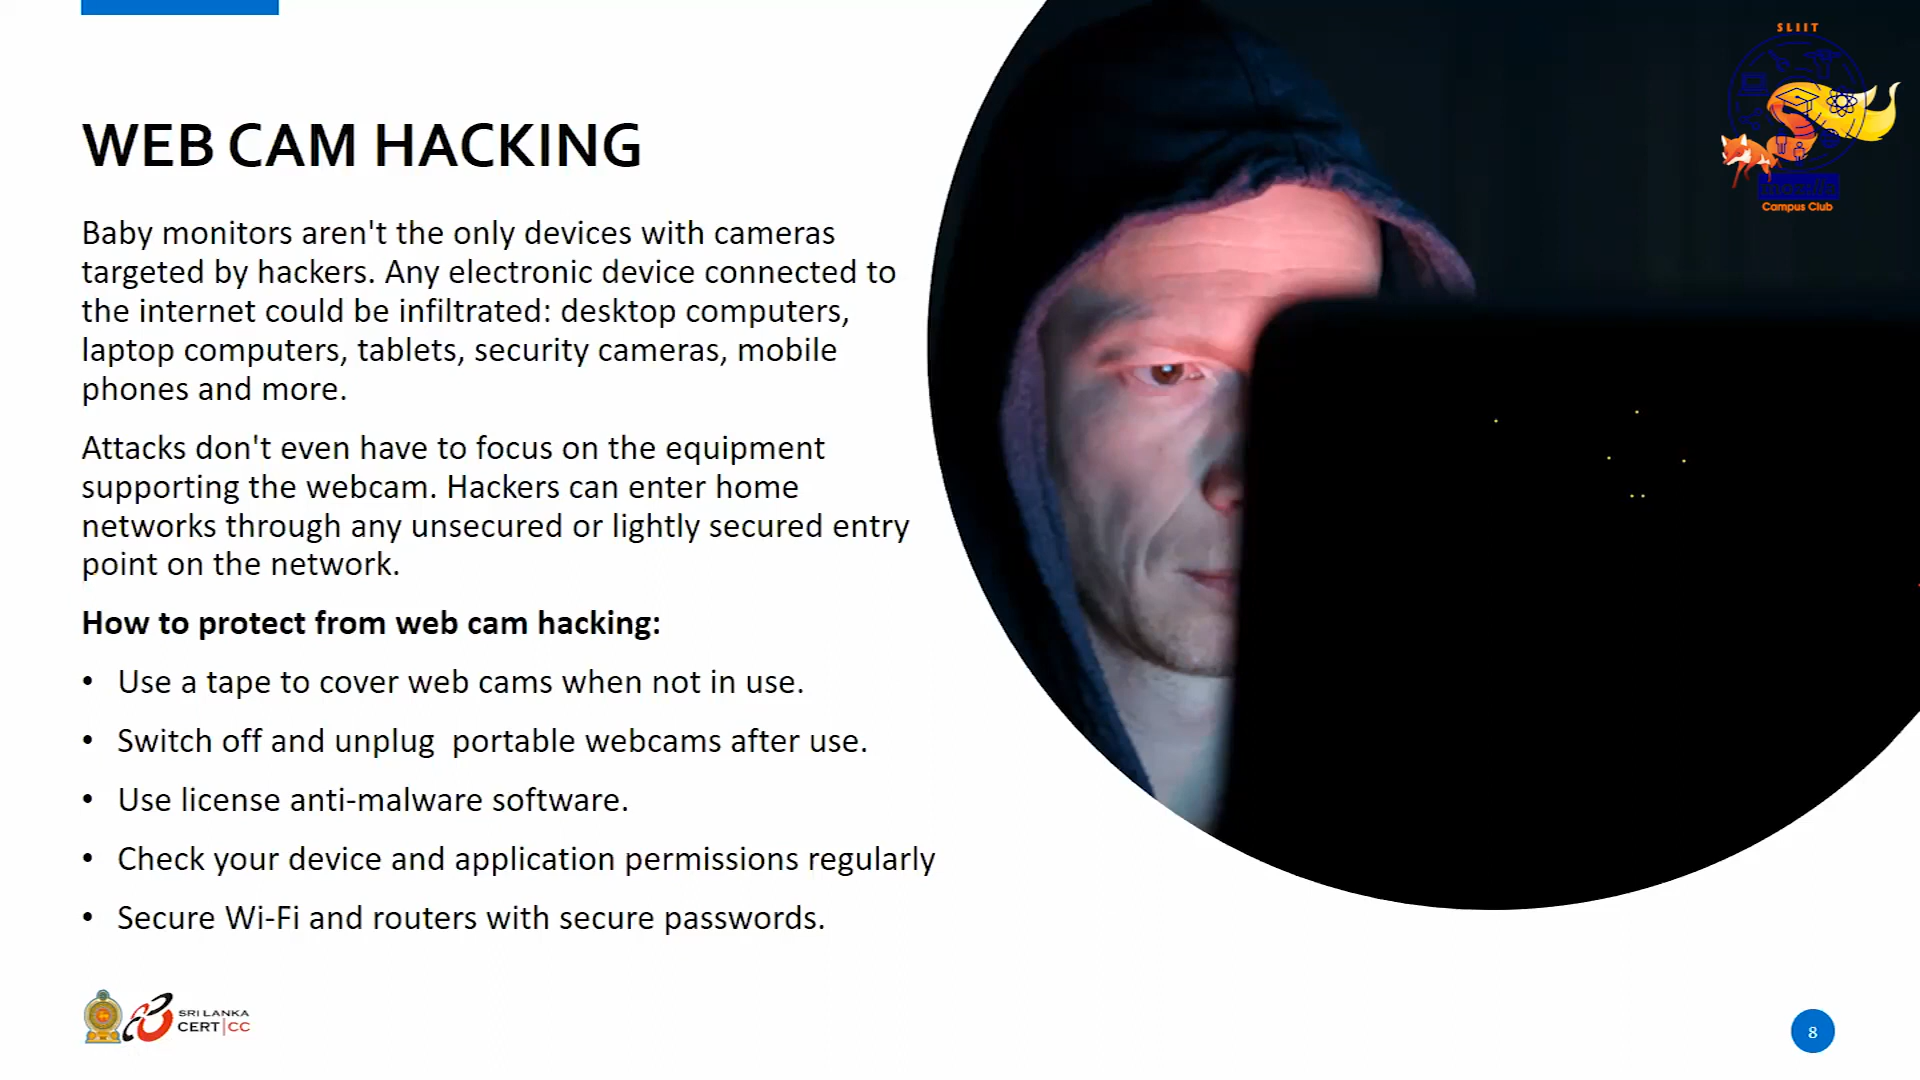 SLIIT
Campus Club
WEB CAM HACKING
Baby monitors aren't the only devices with cameras
targeted by hackers. Any electronic device connected to
the internet could be infiltrated: desktop computers,
laptop computers, tablets, security cameras, mobile
phones and more.
Attacks don't even have to focus on the equipment
supporting the webcam. Hackers can enter home
networks through any unsecured or lightly secured entry
point on the network.
How to protect from web cam hacking:
• Use a tape to cover web cams when not in use.
• Switch off and unplug  portable webcams after use.
• Use license anti-malware software.
• Check your device and application permissions regularly
• Secure Wi-Fi and routers with secure passwords.
SRI LANKA
CERT|CC
8